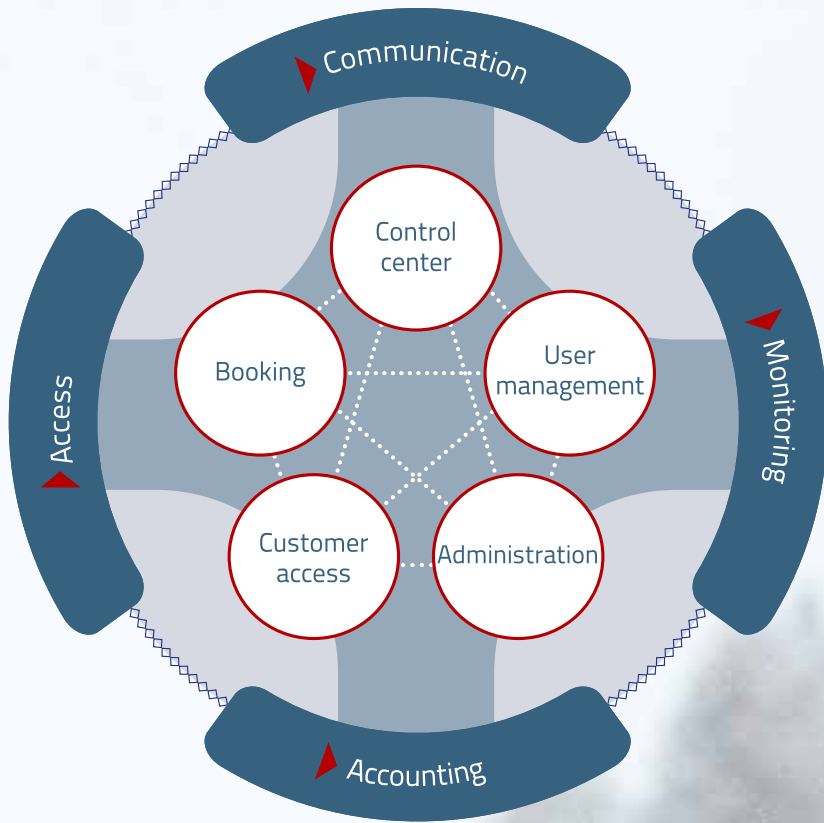 Communication
Control
center
Booking
User
management
Monitoring
Access
Customer
access
Administration
Accounting